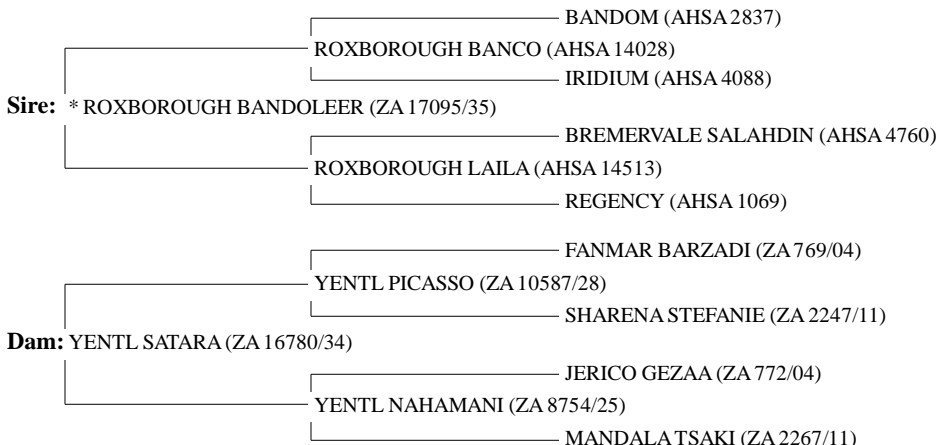 BANDOM (AHSA 2837)
ROXBOROUGH BANCO (AHSA 14028)
IRIDIUM (AHSA 4088)
Sire: * ROXBOROUGH BANDOLEER (ZA 17095/35)
BREMERVALE SALAHDIN (AHSA 4760)
ROXBOROUGH LAILA (AHSA 14513)
REGENCY (AHSA 1069)
FANMAR BARZADI (ZA 769/04)
YENTL PICASSO (ZA 10587/28)
SHARENA STEFANIE (ZA 2247/11)
Dam: YENTL SATARA (ZA 16780/34)
JERICO GEZAA (ZA 772/04)
YENTL NAHAMANI (ZA 8754/25)
MANDALA TSAKI (ZA 2267/11)